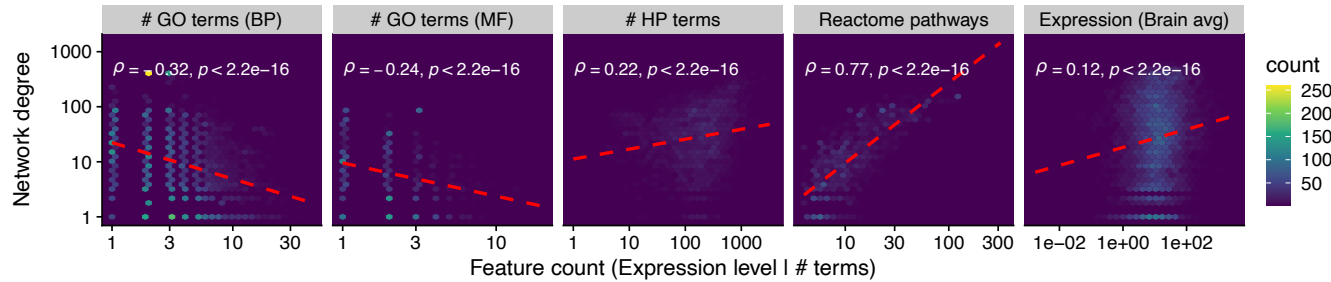 # GO terms (BP)
# GO terms (MF)
# HP terms
Reactome pathways
Expression (Brain avg)
Network degree
1000
100
10
1
ρ = −0.32, p < 2.2e−16
ρ = −0.24, p < 2.2e−16
ρ = 0.22, p < 2.2e−16
ρ = 0.77, p < 2.2e−16
ρ = 0.12, p < 2.2e−16
1 3 10 30
1 3 10
1 10 100 1000
10 30 100 300
1e−02 1e+00 1e+02
Feature count (Expression level | # terms)
count
250
200
150
100
50